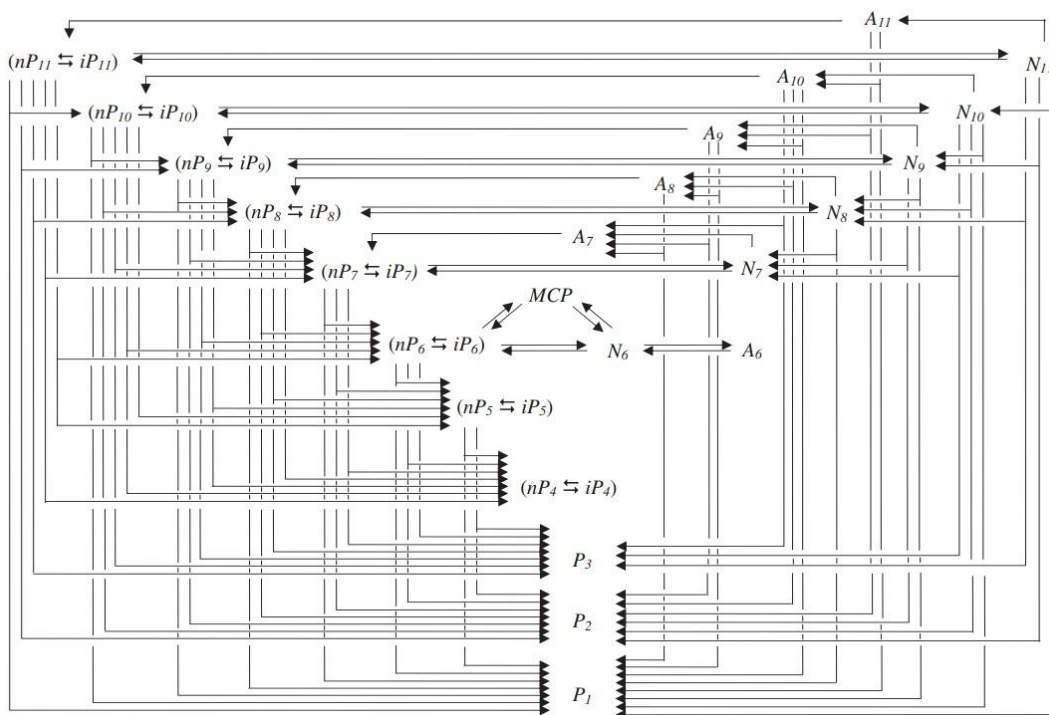 A11
(nP11 ⇆ iP11) N11
A10
(nP10 ⇆ iP10) N10
A9
(nP9 ⇆ iP9) N9
A8
(nP8 ⇆ iP8) N8
A7
(nP7 ⇆ iP7) N7
MCP
(nP6 ⇆ iP6) N6 A6
(nP5 ⇆ iP5)
(nP4 ⇆ iP4)
P3
P2
P1